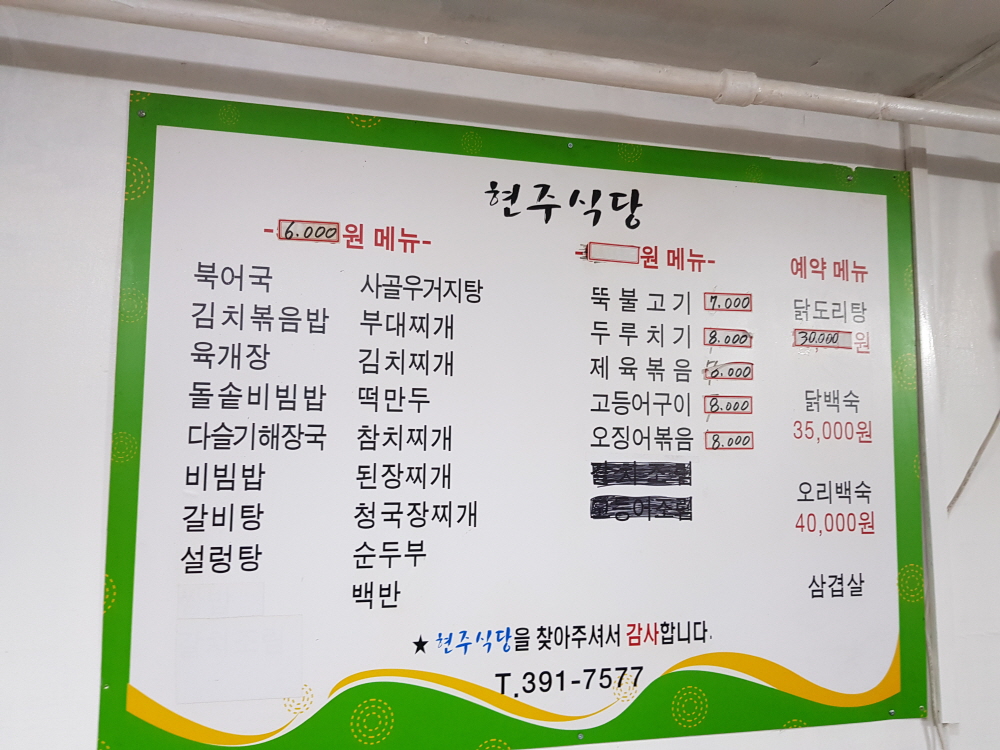 현주식당
- 6.000 원 메뉴-
북어국
김치볶음밥
육개장
돌솥비빔밥
다슬기해장국
비빔밥
갈비탕
설렁탕
사골우거지탕
부대찌개
김치찌개
떡만두
참치찌개
된장찌개
청국장찌개
순두부
백반
- 원 메뉴-
뚝불고기 7.000
두루치기 8.000
제육볶음 8.000
고등어구이 8.000
오징어볶음 8.000
예약 메뉴
닭도리탕
30,000 원
닭백숙
35,000원
오리백숙
40,000원
삼겹살
★ 현주식당을 찾아주셔서 감사합니다.
T.391-7577